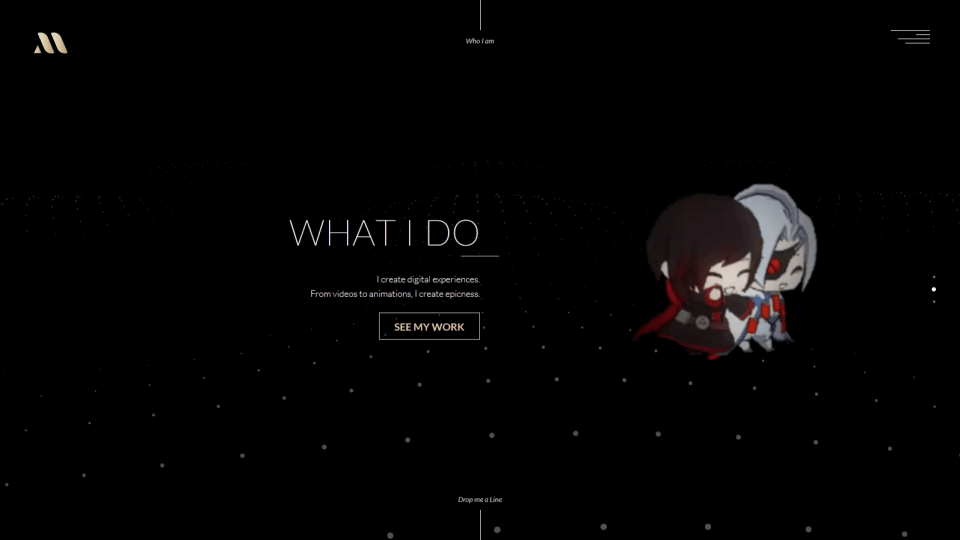 Who I am
WHAT I DO
I create digital experiences.
From videos to animations, I create epicness.
SEE MY WORK
Drop me a Line